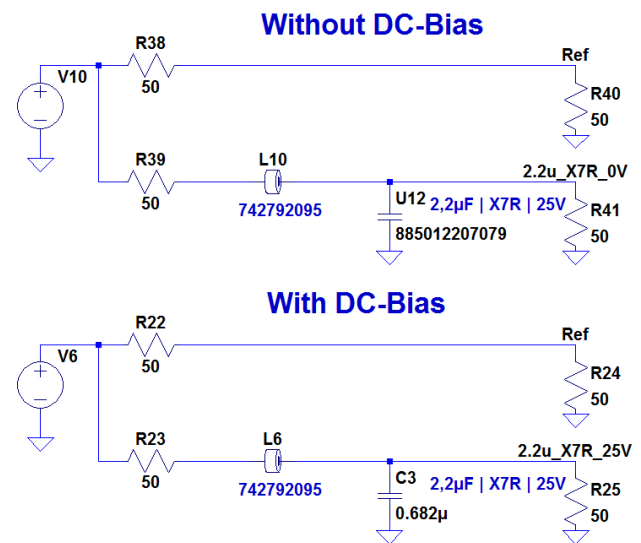 Without DC-Bias
R38
Ref
V10
50
R40
50
R39
L10
2.2u_X7R_0V
50
742792095
U12
2,2µF | X7R | 25V
885012207079
R41
50
With DC-Bias
R22
Ref
V6
50
R24
50
R23
L6
2.2u_X7R_25V
50
742792095
C3
2,2µF | X7R | 25V
0.682µ
R25
50